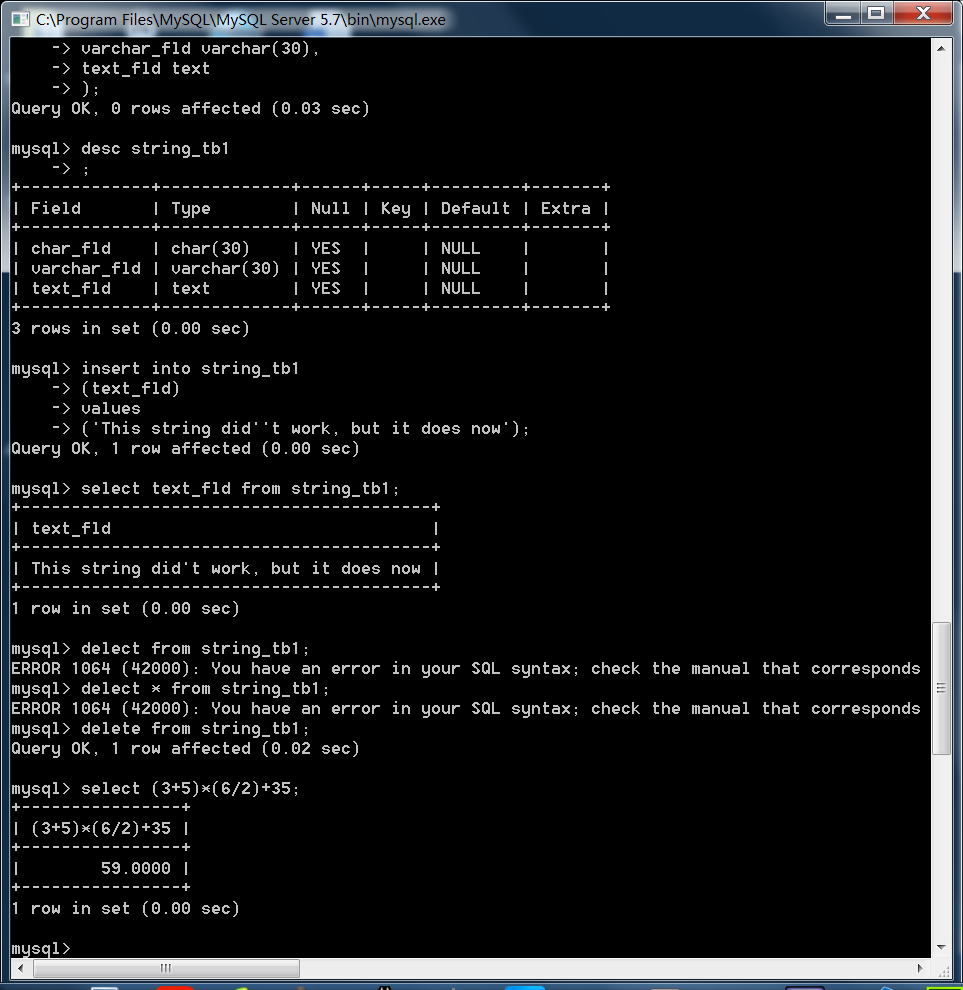 C:\Program Files\MySQL\MySQL Server 5.7\bin\mysql.exe
    -> varchar_fld varchar(30),
    -> text_fld text
    -> );
Query OK, 0 rows affected (0.03 sec)

mysql> desc string_tb1
    -> ;
+-------------+-------------+------+-----+---------+-------+
| Field       | Type        | Null | Key | Default | Extra |
+-------------+-------------+------+-----+---------+-------+
| char_fld    | char(30)    | YES  |     | NULL    |       |
| varchar_fld | varchar(30) | YES  |     | NULL    |       |
| text_fld    | text        | YES  |     | NULL    |       |
+-------------+-------------+------+-----+---------+-------+
3 rows in set (0.00 sec)

mysql> insert into string_tb1
    -> (text_fld)
    -> values
    -> ('This string did''t work, but it does now');
Query OK, 1 row affected (0.00 sec)

mysql> select text_fld from string_tb1;
+-----------------------------------------+
| text_fld                                |
+-----------------------------------------+
| This string did't work, but it does now |
+-----------------------------------------+
1 row in set (0.00 sec)

mysql> delect from string_tb1;
ERROR 1064 (42000): You have an error in your SQL syntax; check the manual that corresponds
mysql> delect * from string_tb1;
ERROR 1064 (42000): You have an error in your SQL syntax; check the manual that corresponds
mysql> delete from string_tb1;
Query OK, 1 row affected (0.02 sec)

mysql> select (3+5)*(6/2)+35;
+----------------+
| (3+5)*(6/2)+35 |
+----------------+
|        59.0000 |
+----------------+
1 row in set (0.00 sec)

mysql>